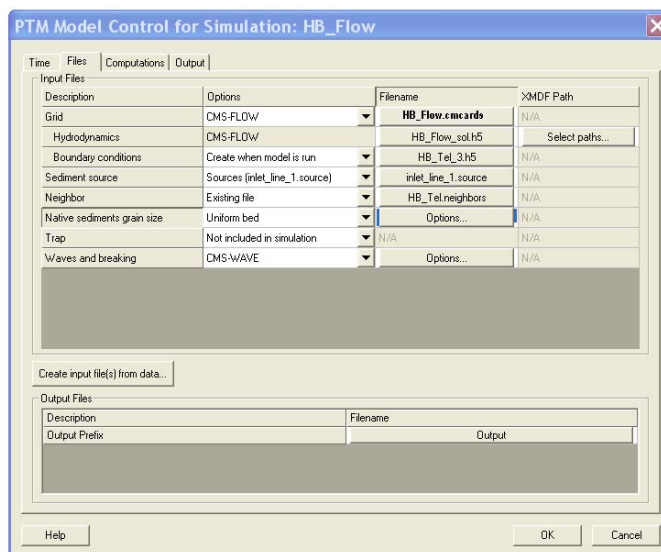 PTM Model Control for Simulation: HB_Flow
Time Files Computations Output
Input Files
Description Options Filename XMDF Path
Grid CMS-FLOW HB_Flow.cmcards N/A
Hydrodynamics CMS-FLOW HB_Flow_sol.h5 Select paths...
Boundary conditions Create when model is run HB_Tel_3.h5 N/A
Sediment source Sources (inlet_line_1.source) inlet_line_1.source N/A
Neighbor Existing file HB_Tel.neighbors N/A
Native sediments grain size Uniform bed Options... N/A
Trap Not included in simulation N/A N/A
Waves and breaking CMS-WAVE Options... N/A
Create input file(s) from data...
Output Files
Description Filename
Output Prefix Output
Help OK Cancel